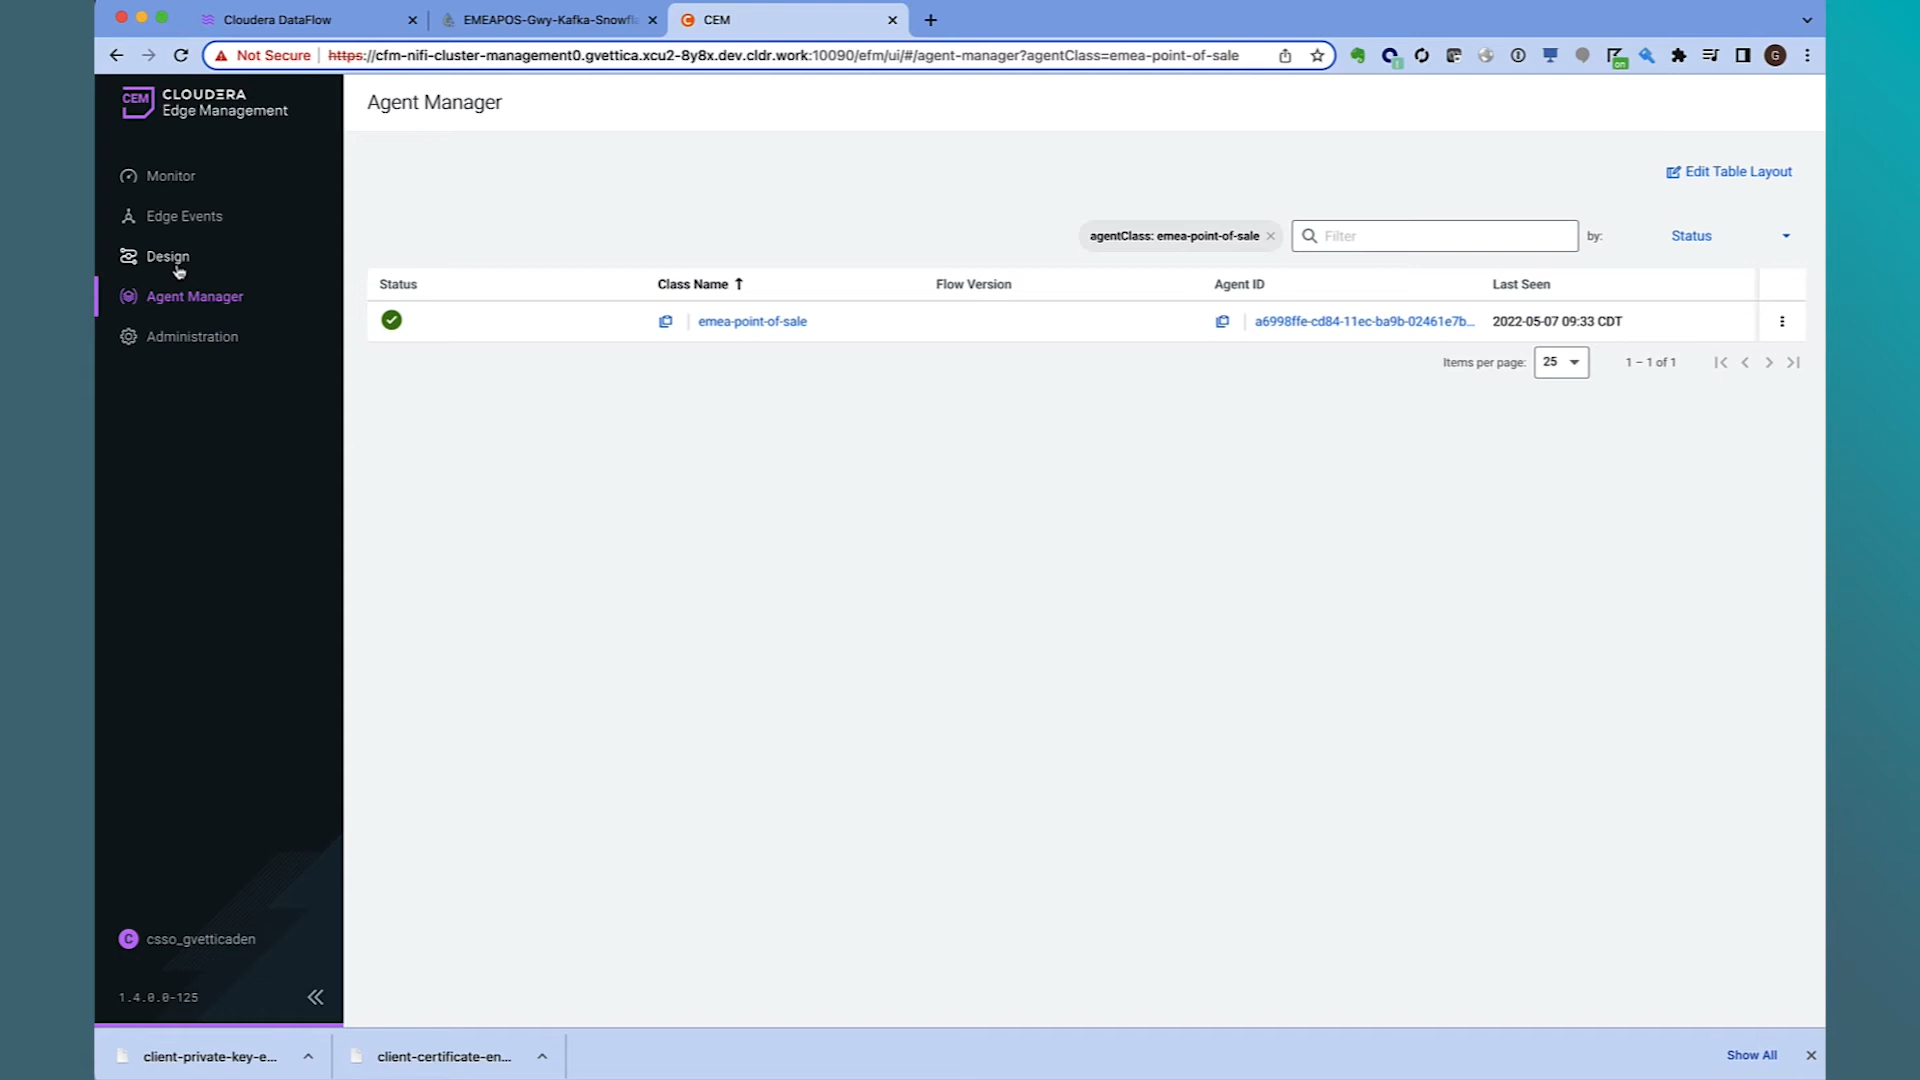 Cloudera DataFlow
EMEAPOS-Gwy-Kafka-Snowfl
CEM
Not Secure
https://cfm-nifi-cluster-management0.gvettica.xcu2-8y8x.dev.cldr.work:10090/efm/ui/#/agent-manager?agentClass=emea-point-of-sale
on
G
CEM
CLOUDERA
Edge Management
Agent Manager
Monitor
Edge Events
Design
Agent Manager
Administration
Edit Table Layout
agentClass: emea-point-of-sale
Filter
by:
Status
Status
Class Name
Flow Version
Agent ID
Last Seen
emea-point-of-sale
a6998ffe-cd84-11ec-ba9b-02461e7b...
2022-05-07 09:33 CDT
Items per page:
25
1 – 1 of 1
C
csso_gvetticaden
1.4.0.0-125
client-private-key-e...
client-certificate-en...
Show All